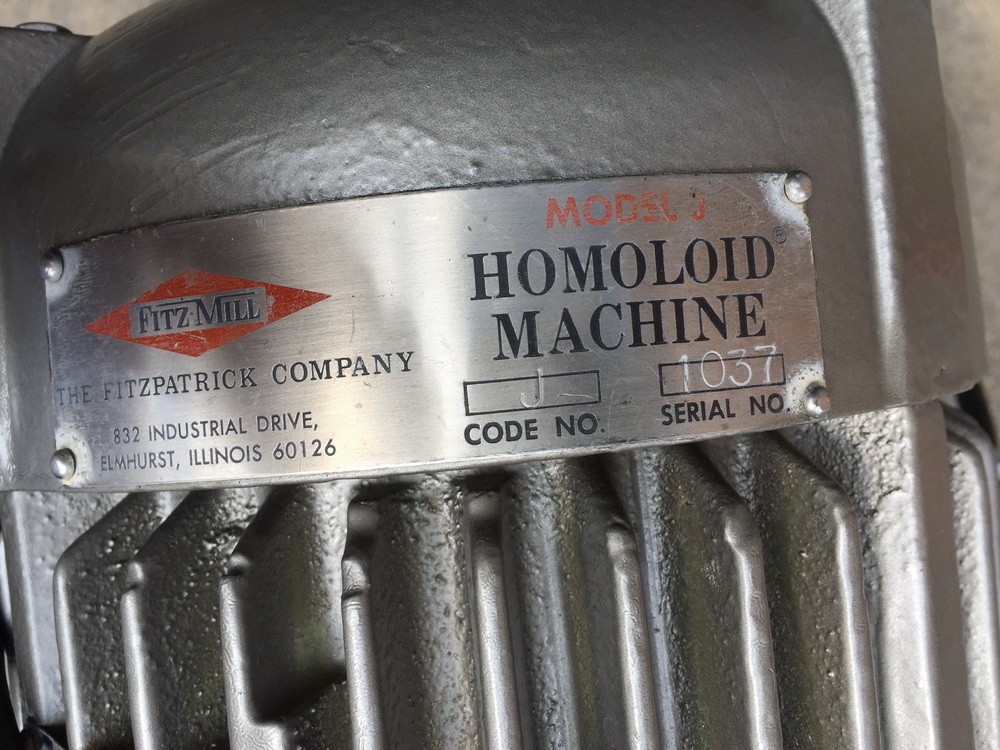 FITZ-MILL
THE FITZPATRICK COMPANY
832 INDUSTRIAL DRIVE,
ELMHURST, ILLINOIS 60126
MODEL J
HOMOLOID®
MACHINE
J- 1037
CODE NO. SERIAL NO.